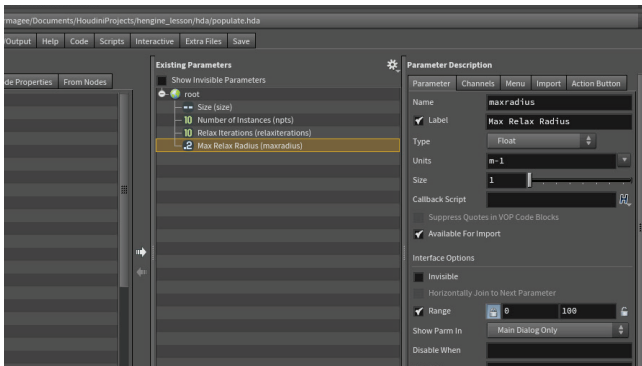 rmagee/Documents/HoudiniProjects/hengine_lesson/hda/populate.hda
/Output Help Code Scripts Interactive Extra Files Save
de Properties From Nodes
Existing Parameters
Show Invisible Parameters
root
Size (size)
10 Number of Instances (npts)
10 Relax Iterations (relaxiterations)
.2 Max Relax Radius (maxradius)
Parameter Description
Parameter Channels Menu Import Action Button
Name maxradius
Label Max Relax Radius
Type Float
Units m-1
Size 1
Callback Script
Suppress Quotes in VOP Code Blocks
Available For Import
Interface Options
Invisible
Horizontally Join to Next Parameter
Range 0 100
Show Parm In Main Dialog Only
Disable When